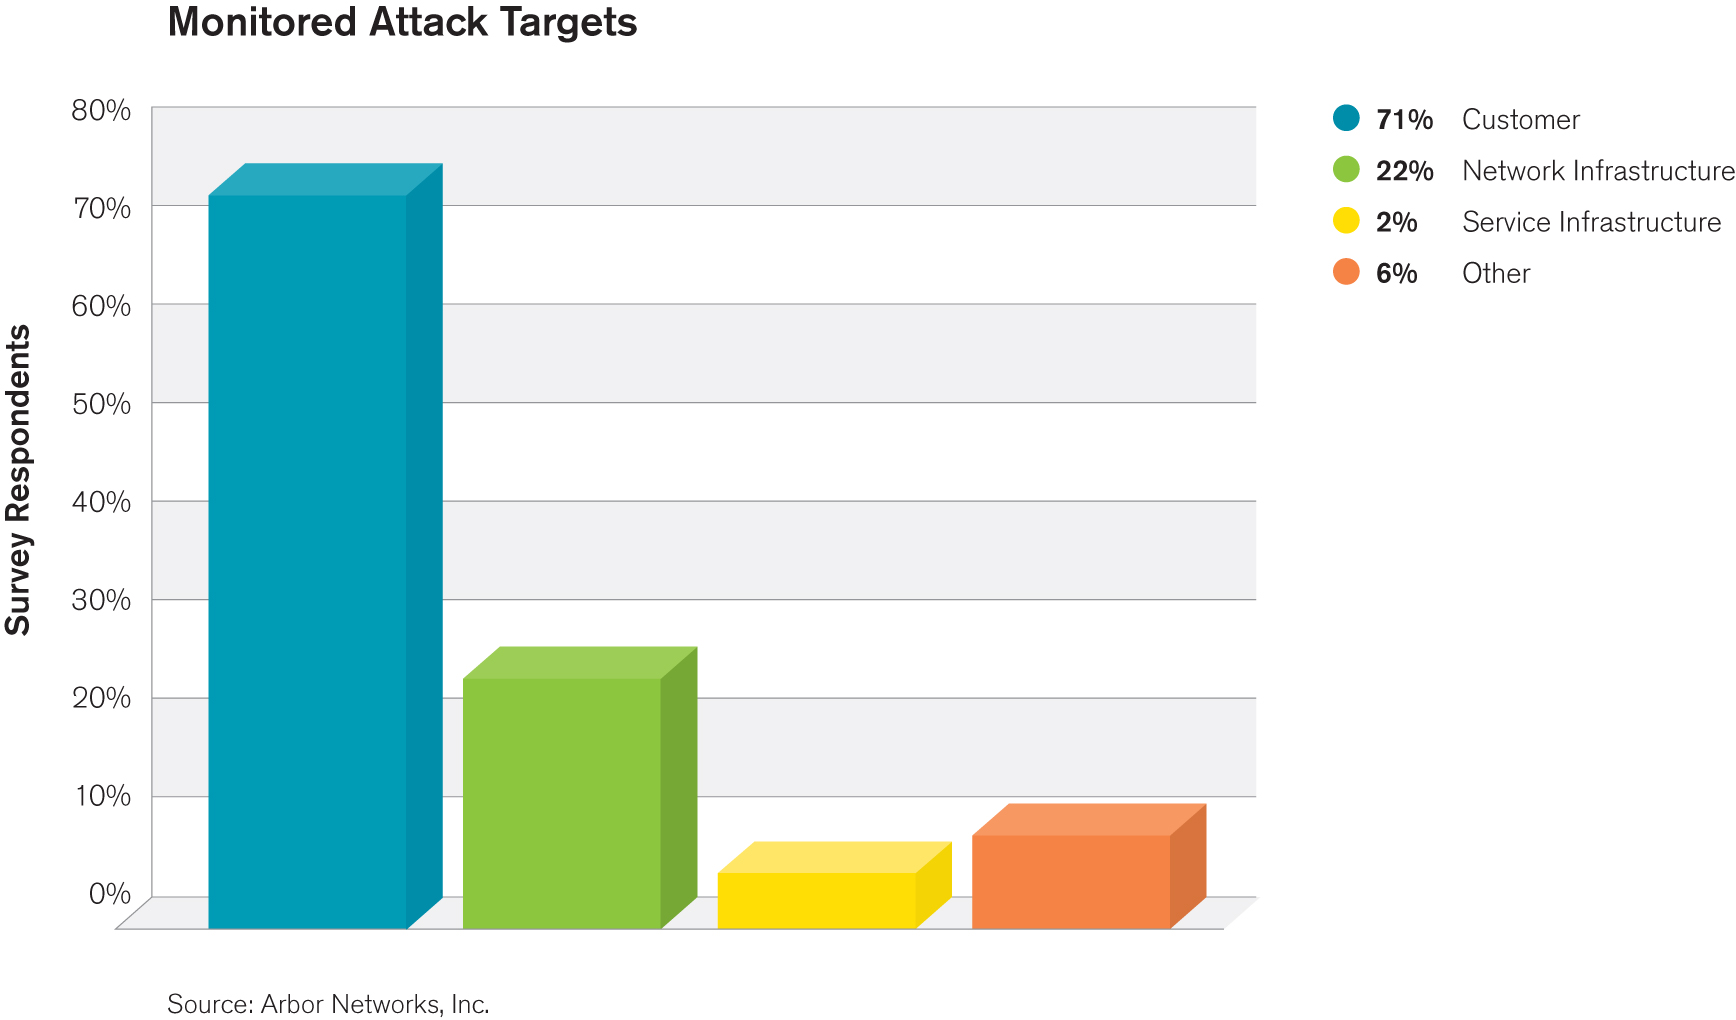 Monitored Attack Targets
80%
70%
60%
50%
40%
30%
20%
10%
0%
Survey Respondents
71% Customer
22% Network Infrastructure
2% Service Infrastructure
6% Other
Source: Arbor Networks, Inc.